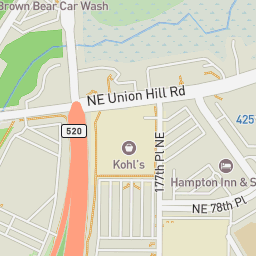 Brown Bear Car Wash
NE Union Hill Rd
520
425
Kohl's
177th Pl NE
Hampton Inn & S
NE 78th Pl